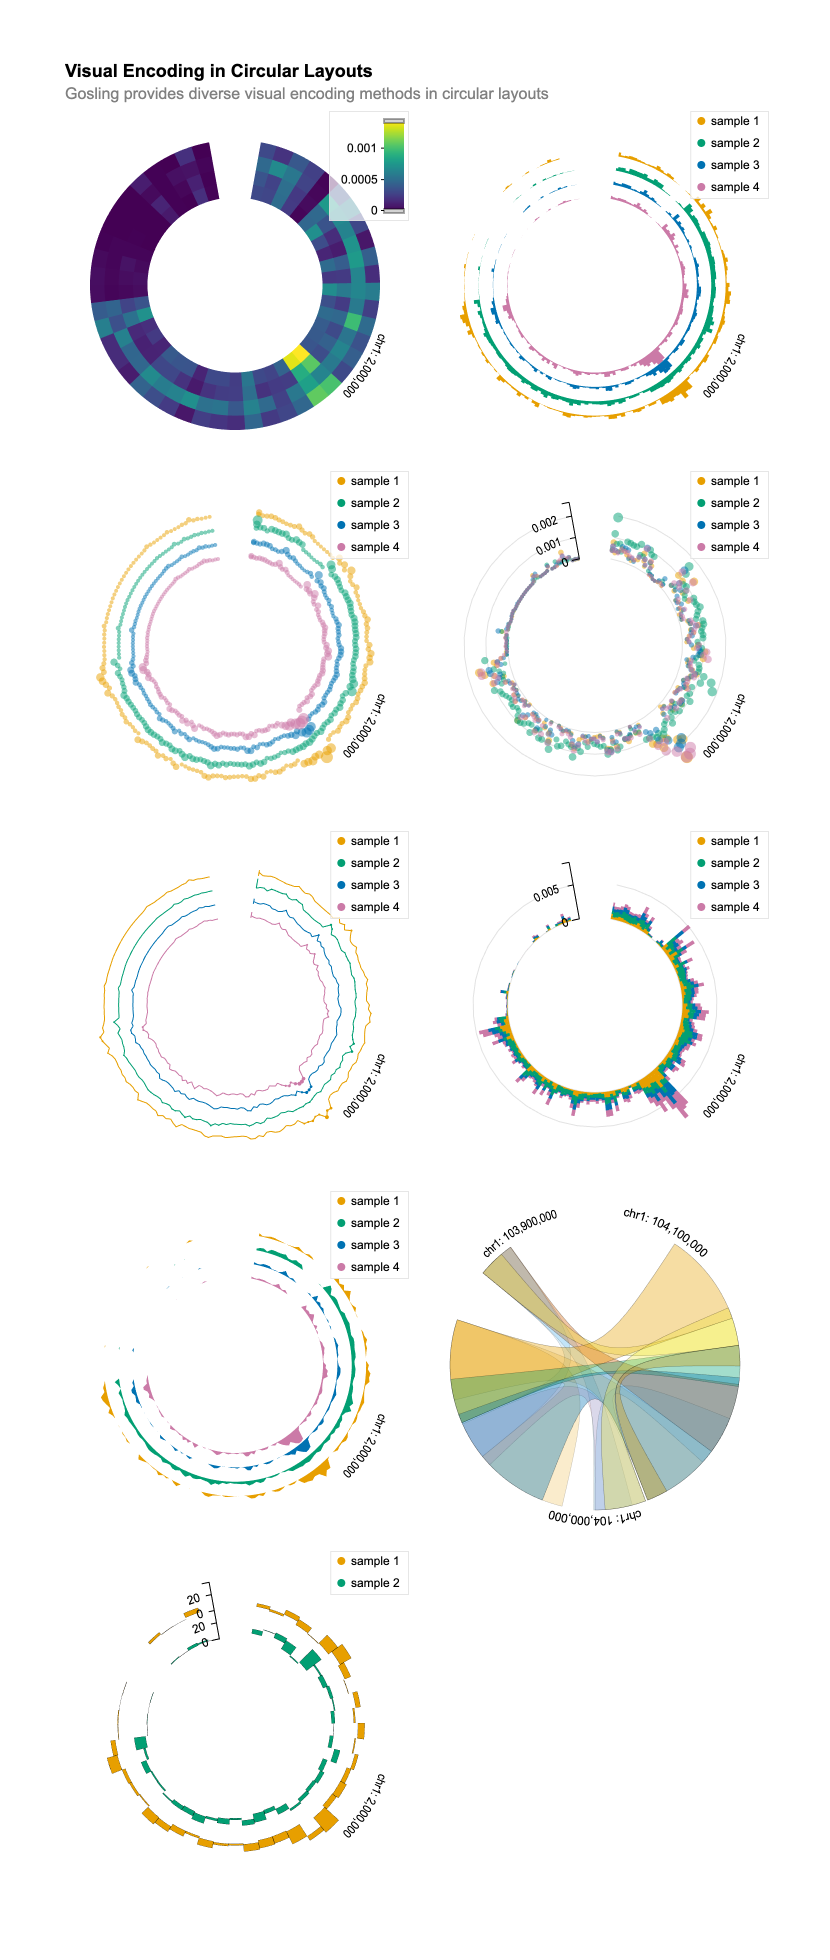 Visual Encoding in Circular Layouts
Gosling provides diverse visual encoding methods in circular layouts
0.001
0.0005
0
chr1: 2,000,000
sample 1
sample 2
sample 3
sample 4
chr1: 2,000,000
sample 1
sample 2
sample 3
sample 4
chr1: 2,000,000
0.002
0.001
0
sample 1
sample 2
sample 3
sample 4
chr1: 2,000,000
sample 1
sample 2
sample 3
sample 4
chr1: 2,000,000
0.005
0
sample 1
sample 2
sample 3
sample 4
chr1: 2,000,000
sample 1
sample 2
sample 3
sample 4
chr1: 2,000,000
chr1: 103,900,000
chr1: 104,100,000
chr1: 104,000,000
sample 1
sample 2
20
0
20
0
chr1: 2,000,000